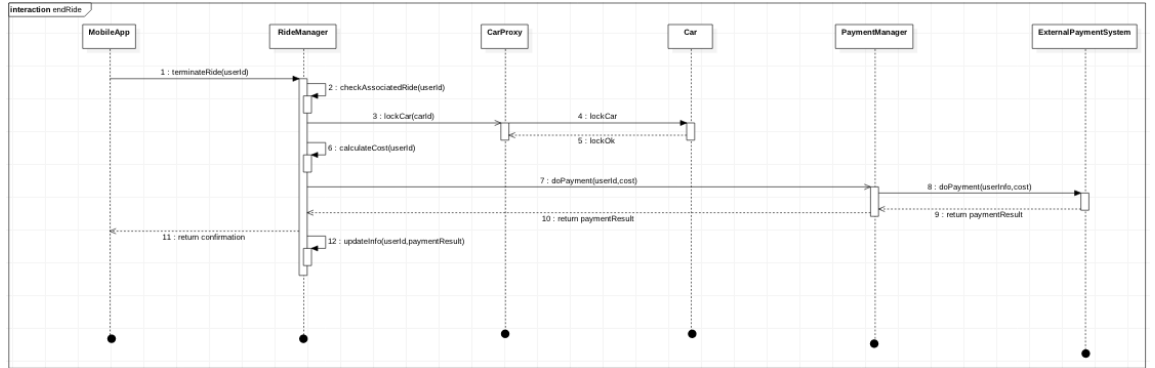 interaction endRide
MobileApp
RideManager
CarProxy
Car
PaymentManager
ExternalPaymentSystem
1 : terminateRide(userId)
2 : checkAssociatedRide(userId)
3 : lockCar(carId)
4 : lockCar
5 : lockOk
6 : calculateCost(userId)
7 : doPayment(userId,cost)
8 : doPayment(userInfo,cost)
9 : return paymentResult
10 : return paymentResult
11 : return confirmation
12 : updateInfo(userId,paymentResult)